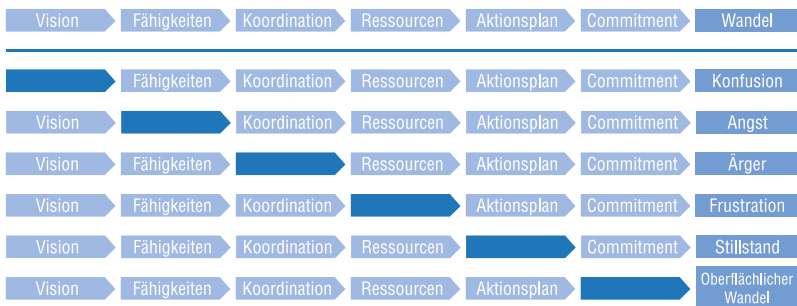 Vision Fähigkeiten Koordination Ressourcen Aktionsplan Commitment Wandel
Fähigkeiten Koordination Ressourcen Aktionsplan Commitment Konfusion
Vision Koordination Ressourcen Aktionsplan Commitment Angst
Vision Fähigkeiten Ressourcen Aktionsplan Commitment Ärger
Vision Fähigkeiten Koordination Aktionsplan Commitment Frustration
Vision Fähigkeiten Koordination Ressourcen Commitment Stillstand
Vision Fähigkeiten Koordination Ressourcen Aktionsplan Oberflächlicher
Wandel